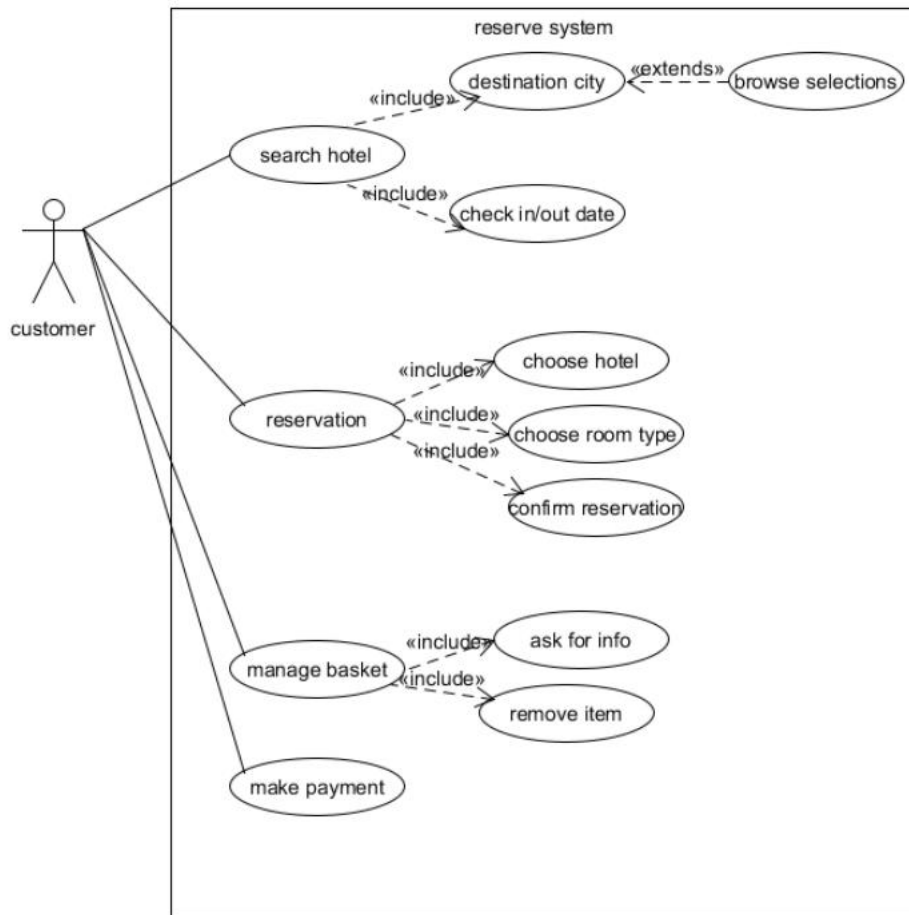 reserve system
destination city
«extends»
browse selections
«include»
search hotel
«include»
check in/out date
customer
choose hotel
«include»
reservation
«include»
choose room type
«include»
confirm reservation
ask for info
«include»
manage basket
«include»
remove item
make payment